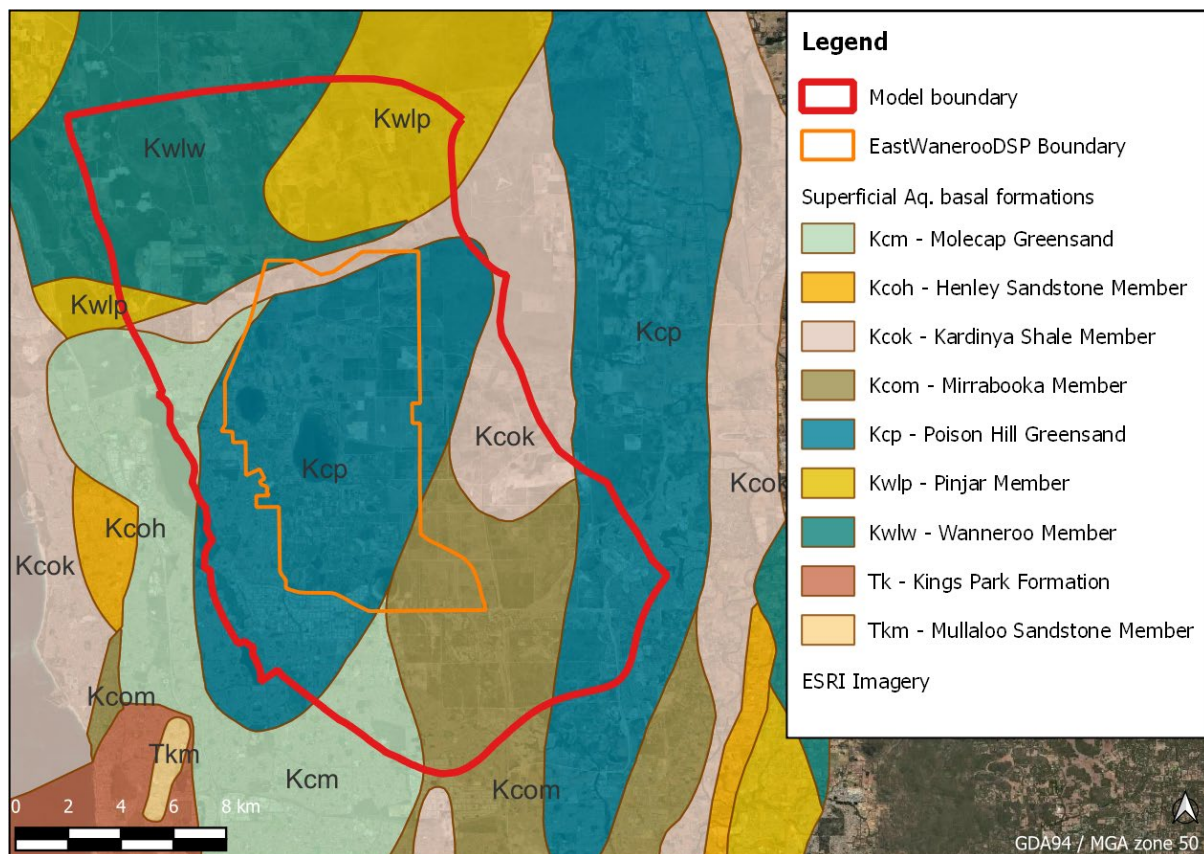 Legend
Model boundary
EastWanerooDSP Boundary
Superficial Aq. basal formations
Kcm - Molecap Greensand
Kcoh - Henley Sandstone Member
Kcok - Kardinya Shale Member
Kcom - Mirrabooka Member
Kcp - Poison Hill Greensand
Kwlp - Pinjar Member
Kwlw - Wanneroo Member
Tk - Kings Park Formation
Tkm - Mullaloo Sandstone Member
ESRI Imagery
Kwlp
Kwlw
Kwlp
Kcp
Kcok
Kcp
Kcok
Kcoh
Kcok
Kcom
Tkm
Kcm
Kcom
0 2 4 6 8 km
GDA94 / MGA zone 50